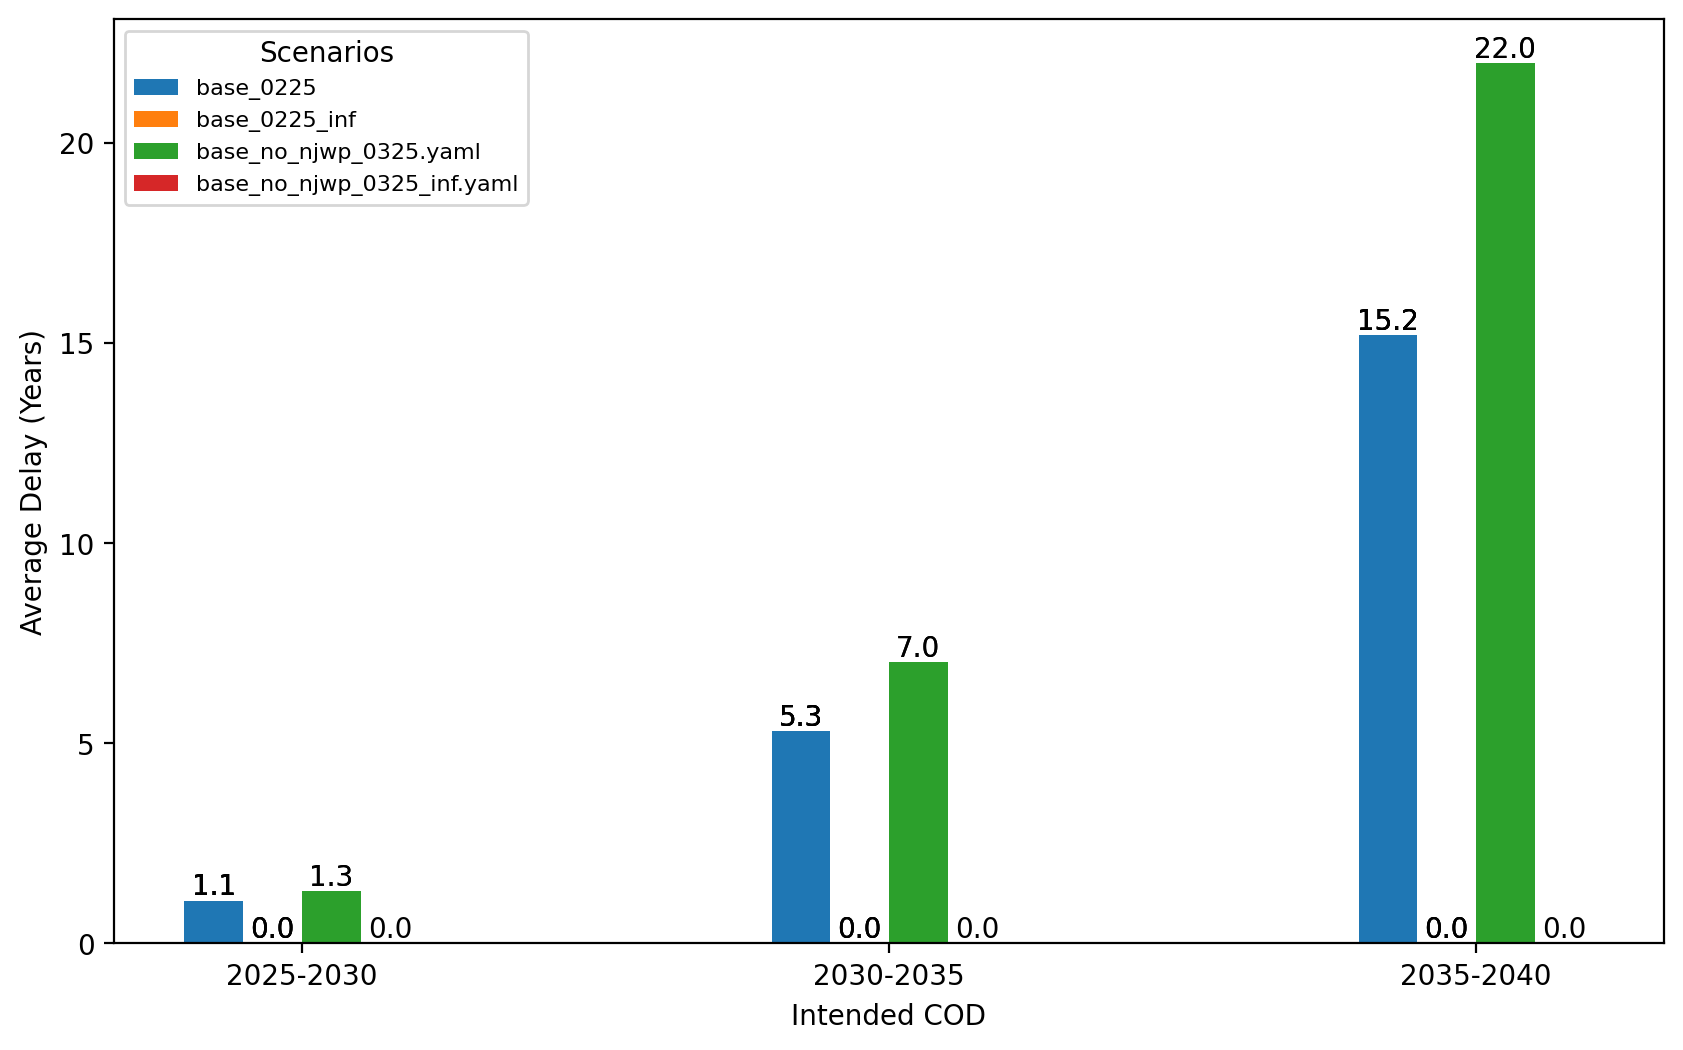 Scenarios
base_0225
base_0225_inf
base_no_njwp_0325.yaml
base_no_njwp_0325_inf.yaml
Average Delay (Years)
20
15
10
5
0
1.1
0.0
1.3
0.0
5.3
0.0
7.0
0.0
15.2
0.0
22.0
0.0
2025-2030
2030-2035
2035-2040
Intended COD